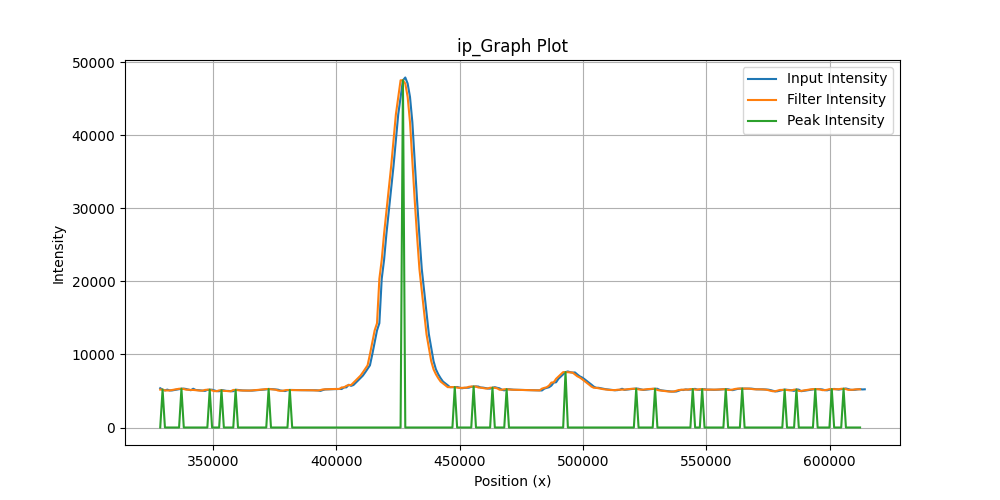 ip_Graph Plot
Input Intensity
Filter Intensity
Peak Intensity
Intensity
50000
40000
30000
20000
10000
0
350000 400000 450000 500000 550000 600000
Position (x)